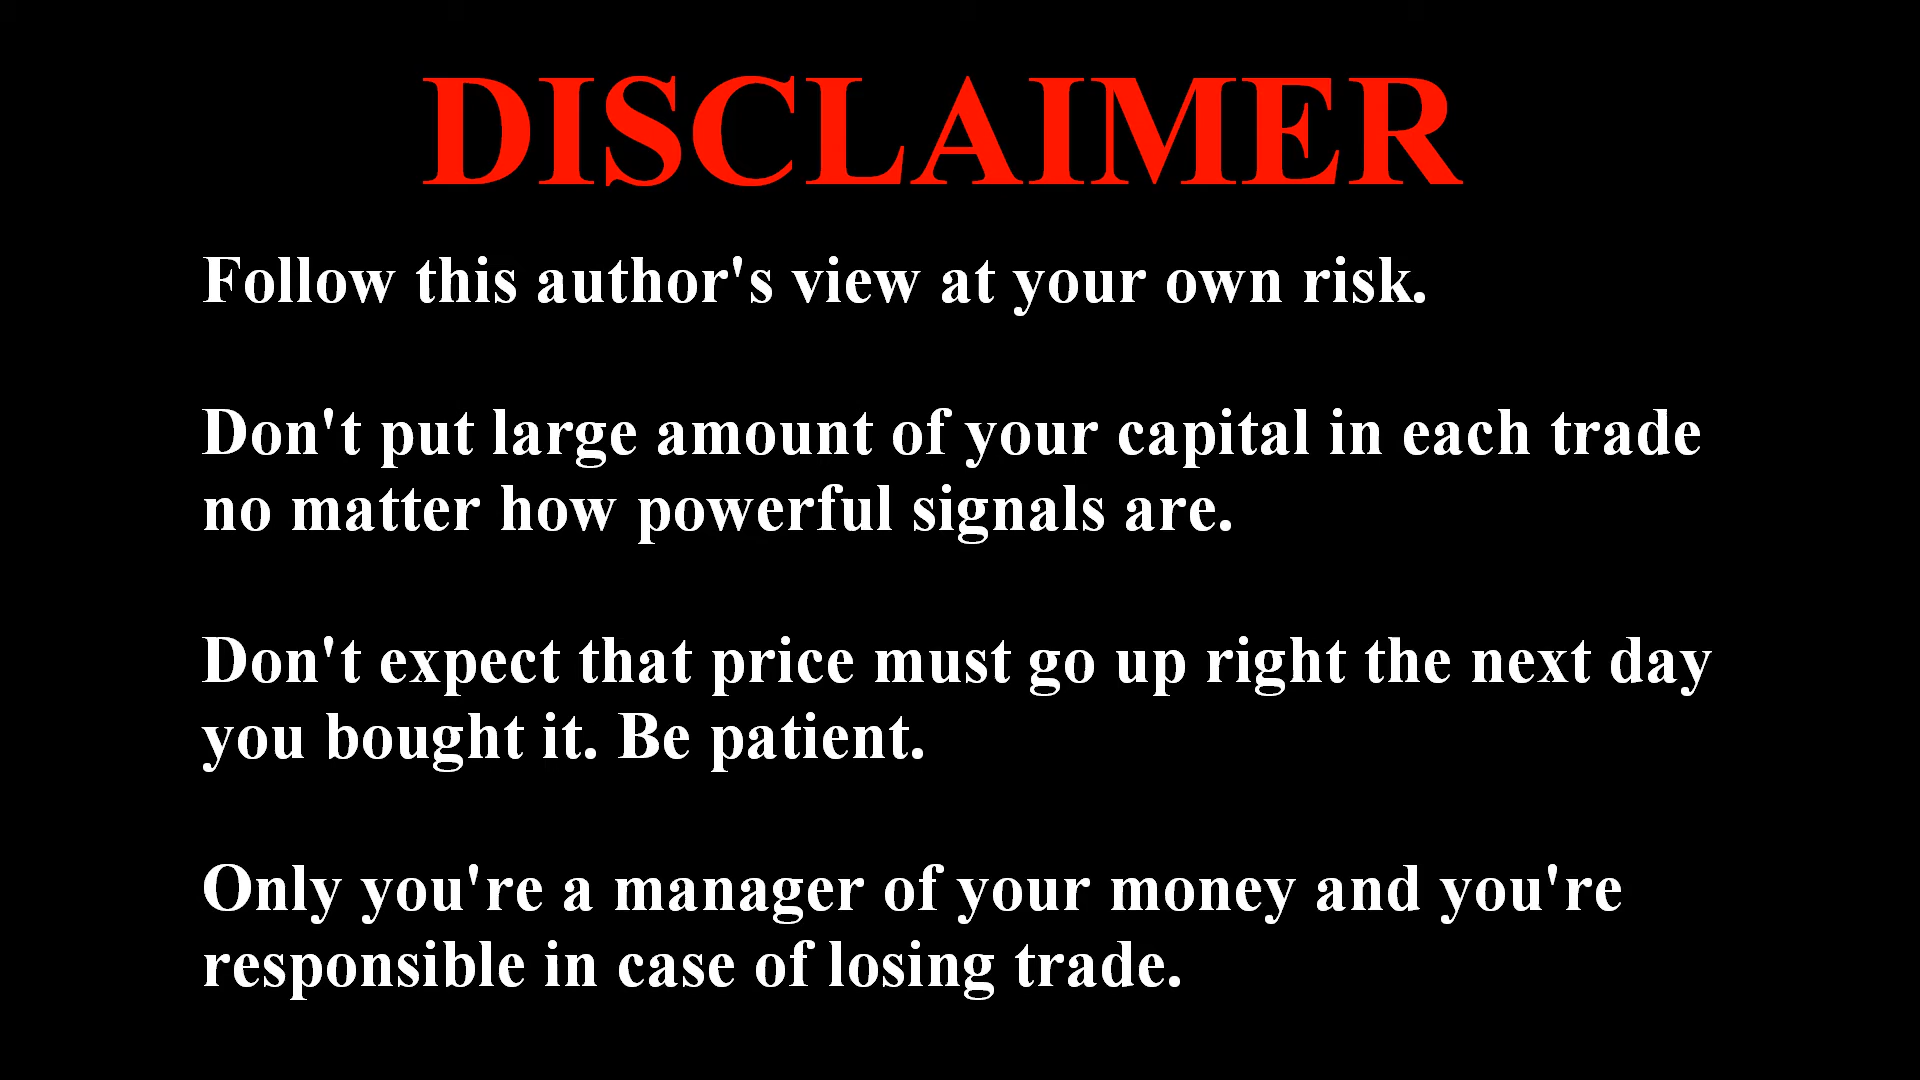 DISCLAIMER
Follow this author's view at your own risk.
Don't put large amount of your capital in each trade
no matter how powerful signals are.
Don't expect that price must go up right the next day
you bought it. Be patient.
Only you're a manager of your money and you're
responsible in case of losing trade.